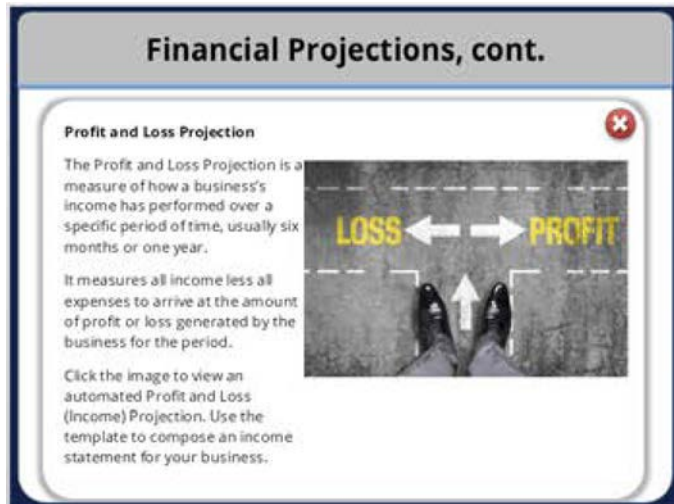 Financial Projections, cont.
Profit and Loss Projection
The Profit and Loss Projection is a
measure of how a business's
income has performed over a
specific period of time, usually six
months or one year.
It measures all income less all
expenses to arrive at the amount
of profit or loss generated by the
business for the period.
Click the image to view an
automated Profit and Loss
(Income) Projection. Use the
template to compose an income
statement for your business.
LOSS PROFIT